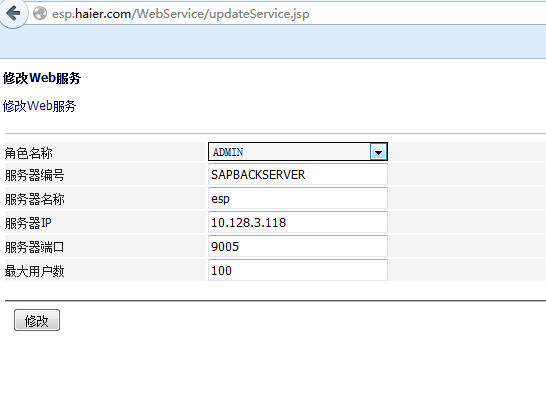 esp.haier.com/WebService/updateService.jsp
修改Web服务
修改Web服务
角色名称 ADMIN
服务器编号 SAPBACKSERVER
服务器名称 esp
服务器IP 10.128.3.118
服务器端口 9005
最大用户数 100
修改